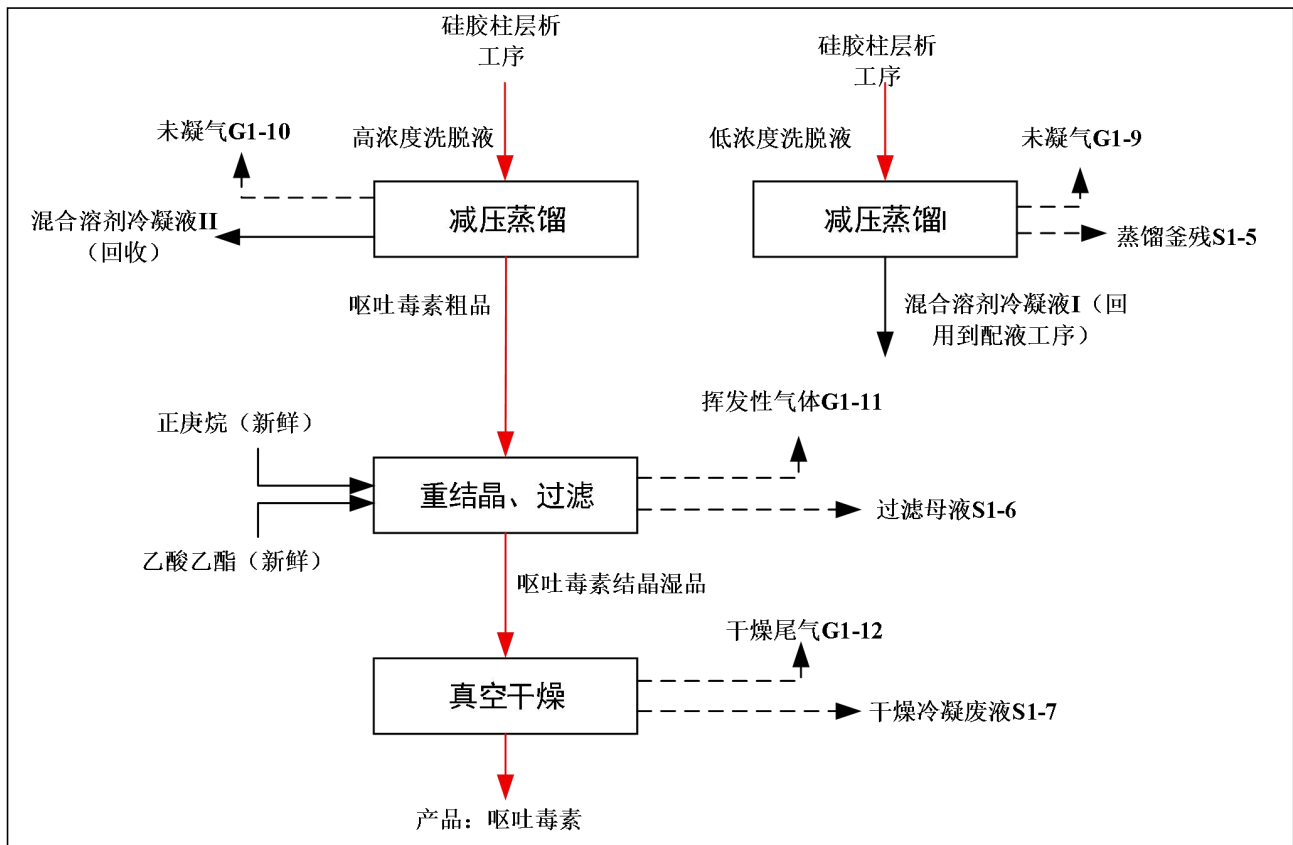 硅胶柱层析
工序
硅胶柱层析
工序
未凝气G1-10
高浓度洗脱液
低浓度洗脱液
未凝气G1-9
混合溶剂冷凝液II
（回收）
减压蒸馏
减压蒸馏I
蒸馏釜残S1-5
呕吐毒素粗品
混合溶剂冷凝液I（回
用到配液工序）
正庚烷（新鲜）
挥发性气体G1-11
重结晶、过滤
过滤母液S1-6
乙酸乙酯（新鲜）
呕吐毒素结晶湿品
干燥尾气G1-12
真空干燥
干燥冷凝废液S1-7
产品：呕吐毒素